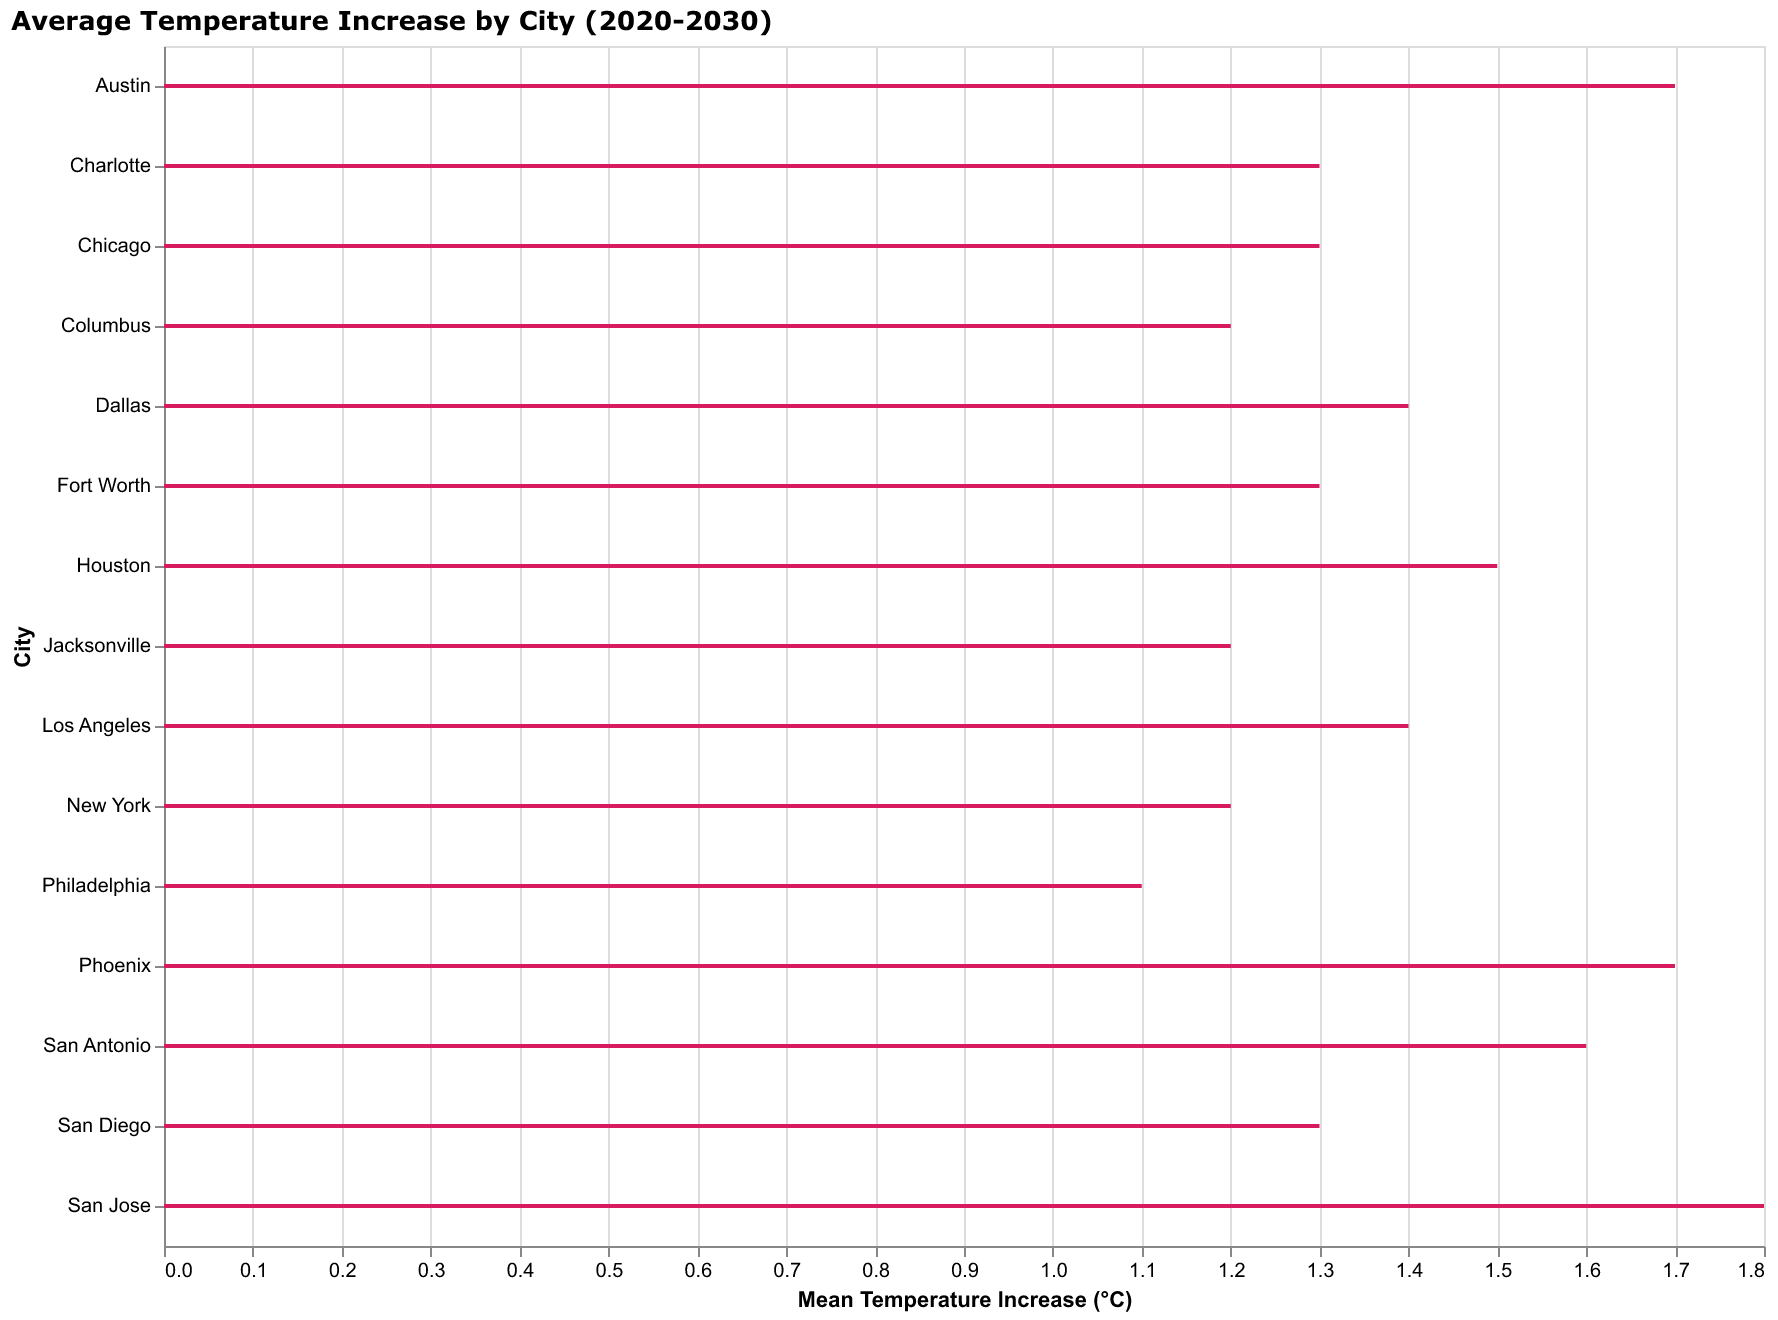 Average Temperature Increase by City (2020-2030)
Austin
Charlotte
Chicago
Columbus
Dallas
Fort Worth
Houston
City
Jacksonville
Los Angeles
New York
Philadelphia
Phoenix
San Antonio
San Diego
San Jose
0.0 0.1 0.2 0.3 0.4 0.5 0.6 0.7 0.8 0.9 1.0 1.1 1.2 1.3 1.4 1.5 1.6 1.7 1.8
Mean Temperature Increase (°C)